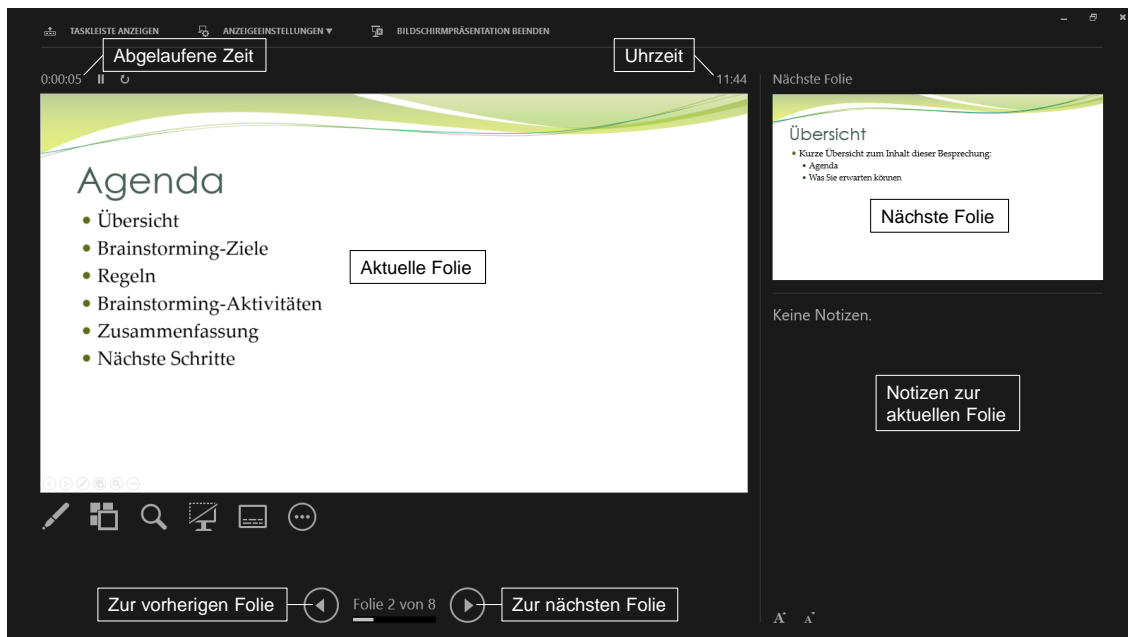 TASKLEISTE ANZEIGEN ANZEIGEEINSTELLUNGEN ▼ BILDSCHIRMPRÄSENTATION BEENDEN
Abgelaufene Zeit
Uhrzeit
0:00:05
11:44
Agenda
• Übersicht
• Brainstorming-Ziele
• Regeln
• Brainstorming-Aktivitäten
• Zusammenfassung
• Nächste Schritte
Aktuelle Folie
Nächste Folie
Übersicht
• Kurze Übersicht zum Inhalt dieser Besprechung:
• Agenda
• Was Sie erwarten können
Nächste Folie
Keine Notizen.
Notizen zur
aktuellen Folie
Zur vorherigen Folie
Folie 2 von 8
Zur nächsten Folie
A A